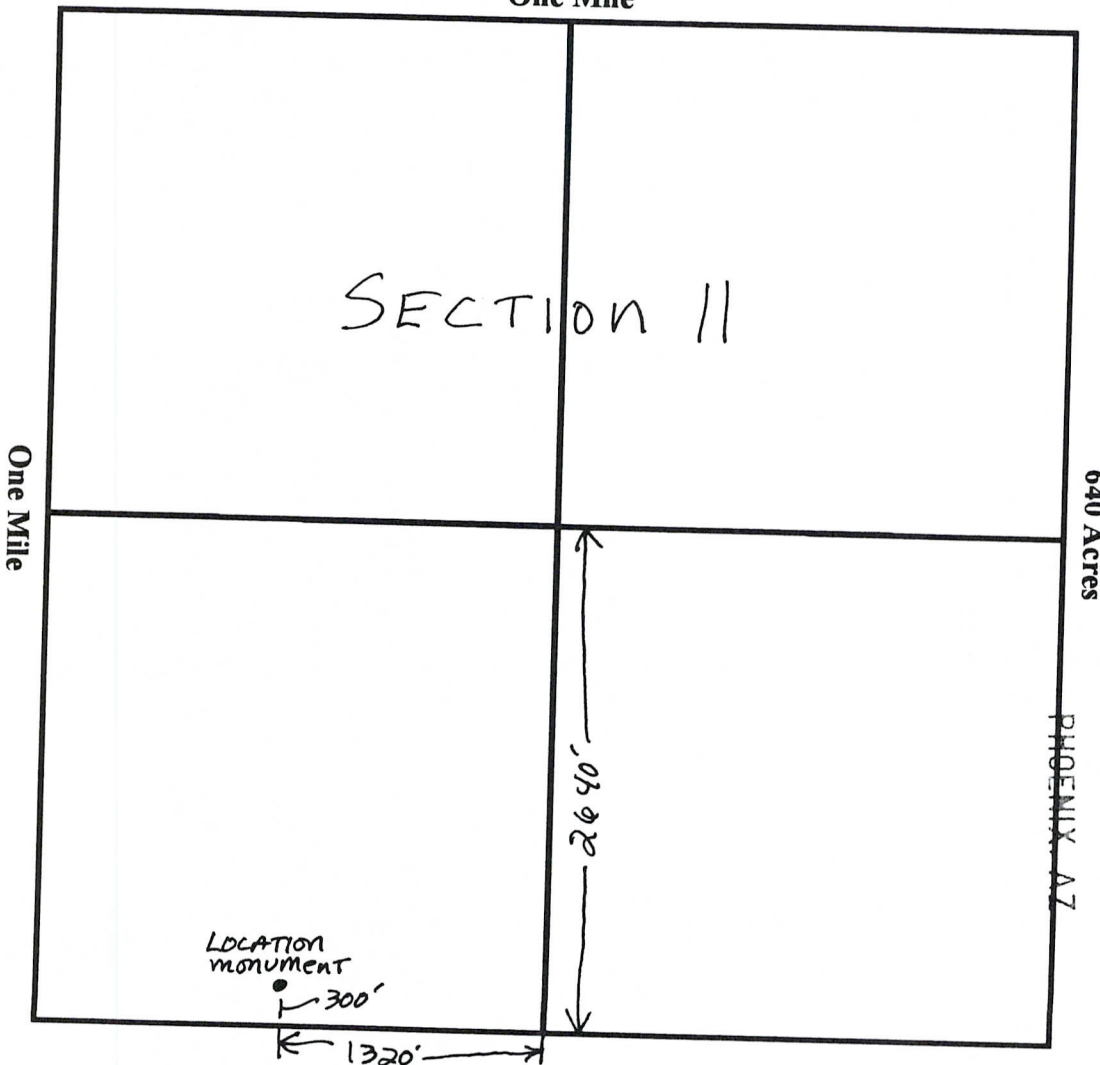 One Mile
SECTION 11
One Mile
640 Acres
PHOENIX, AZ
2640'
LOCATION
monument
300'
1320'